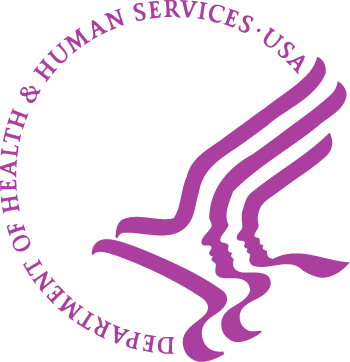 DEPARTMENT OF HEALTH & HUMAN SERVICES · USA